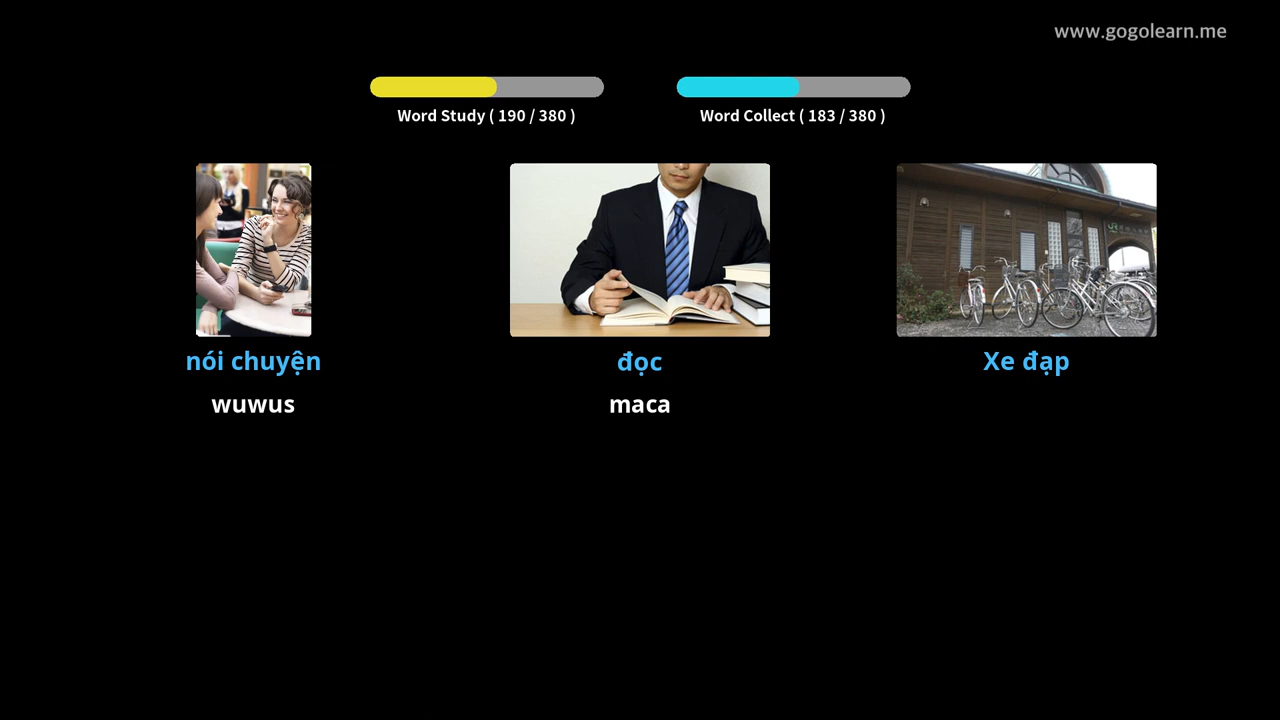 www.gogolearn.me
Word Study ( 190 / 380 )
Word Collect ( 183 / 380 )
nói chuyện
đọc
Xe đạp
wuwus
maca